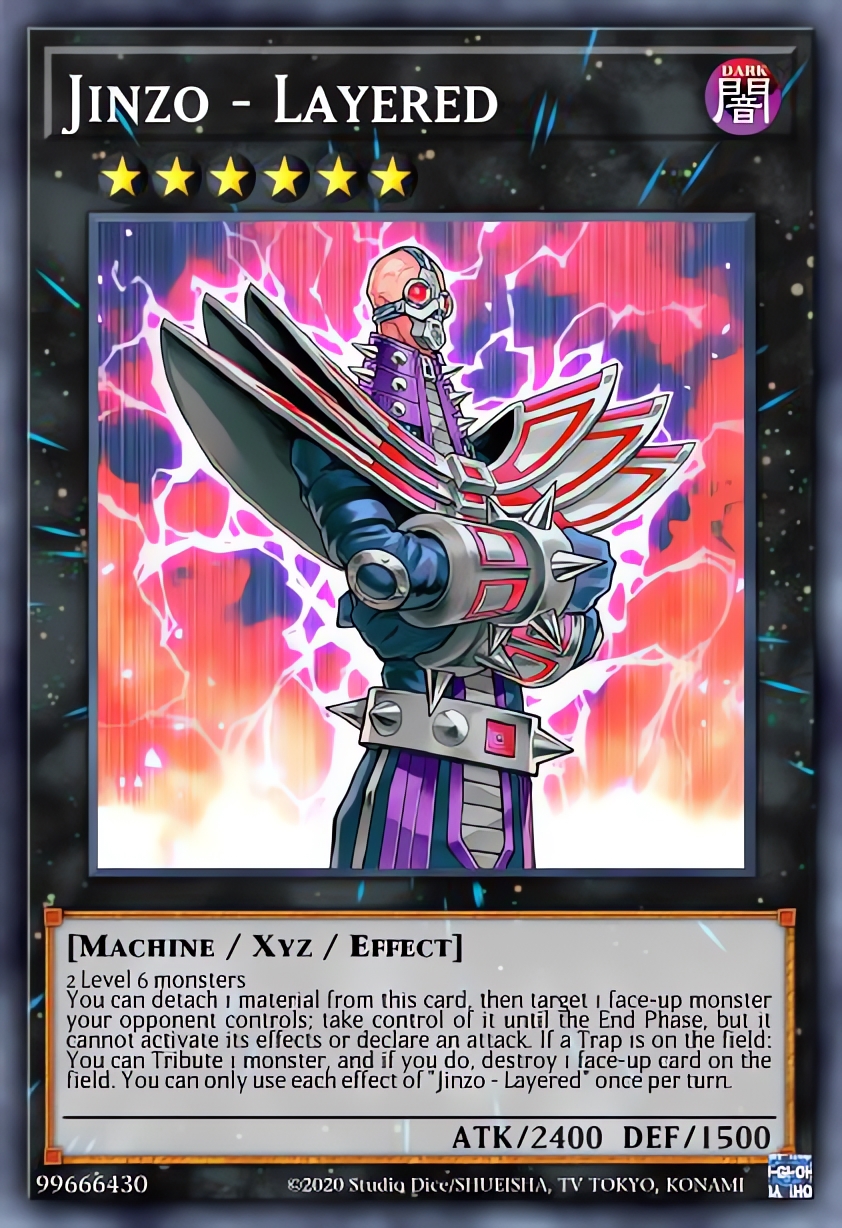 Jinzo - Layered
DARK
闇
[Machine / Xyz / Effect]
2 Level 6 monsters
You can detach 1 material from this card, then target 1 face-up monster
your opponent controls; take control of it until the End Phase, but it
cannot activate its effects or declare an attack. If a Trap is on the field:
You can Tribute 1 monster, and if you do, destroy 1 face-up card on the
field. You can only use each effect of "Jinzo - Layered" once per turn.
ATK/2400 DEF/1500
99666430
©2020 Studio Dice/SHUEISHA, TV TOKYO, KONAMI